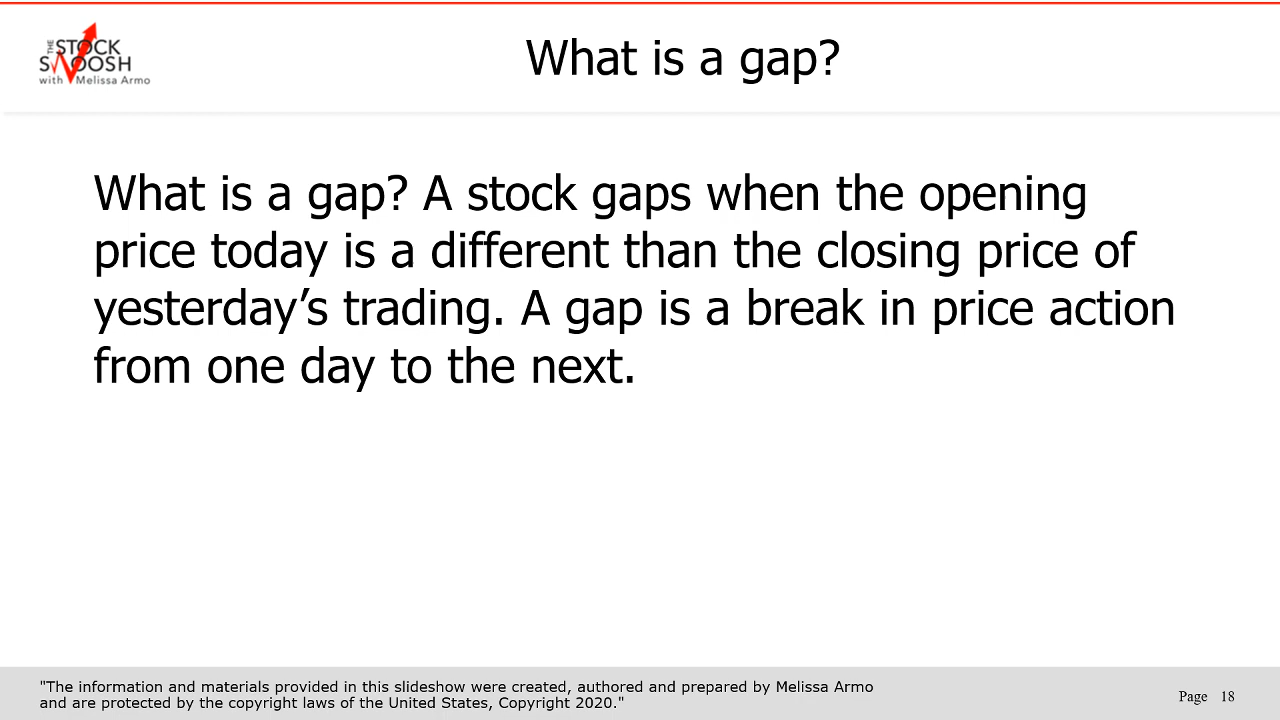 THE STOCK
SWOOSH
with Melissa Armo
What is a gap?
What is a gap? A stock gaps when the opening
price today is a different than the closing price of
yesterday’s trading. A gap is a break in price action
from one day to the next.
"The information and materials provided in this slideshow were created, authored and prepared by Melissa Armo
and are protected by the copyright laws of the United States, Copyright 2020."
Page 18